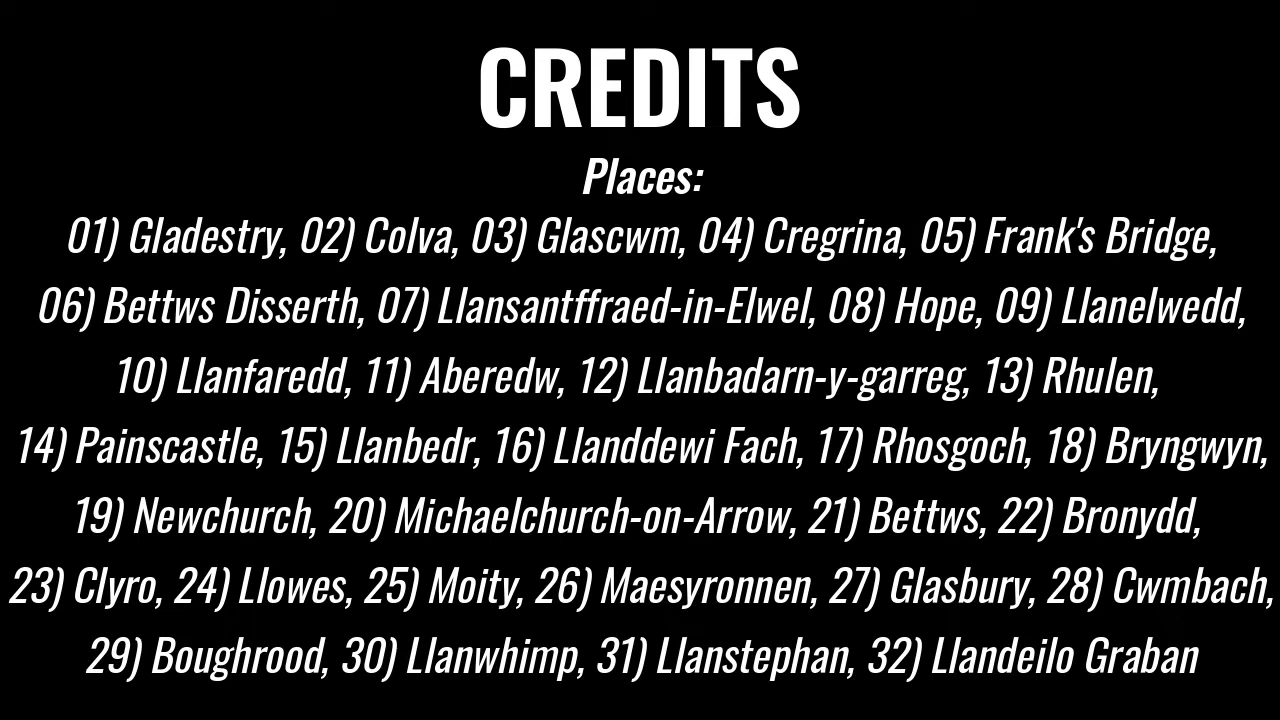 CREDITS
Places:
01) Gladestry, 02) Colva, 03) Glascwm, 04) Cregrina, 05) Frank's Bridge,
06) Bettws Disserth, 07) Llansantffraed-in-Elwel, 08) Hope, 09) Llanelwedd,
10) Llanfaredd, 11) Aberedw, 12) Llanbadarn-y-garreg, 13) Rhulen,
14) Painscastle, 15) Llanbedr, 16) Llanddewi Fach, 17) Rhosgoch, 18) Bryngwyn,
19) Newchurch, 20) Michaelchurch-on-Arrow, 21) Bettws, 22) Bronydd,
23) Clyro, 24) Llowes, 25) Moity, 26) Maesyronnen, 27) Glasbury, 28) Cwmbach,
29) Boughrood, 30) Llanwhimp, 31) Llanstephan, 32) Llandeilo Graban